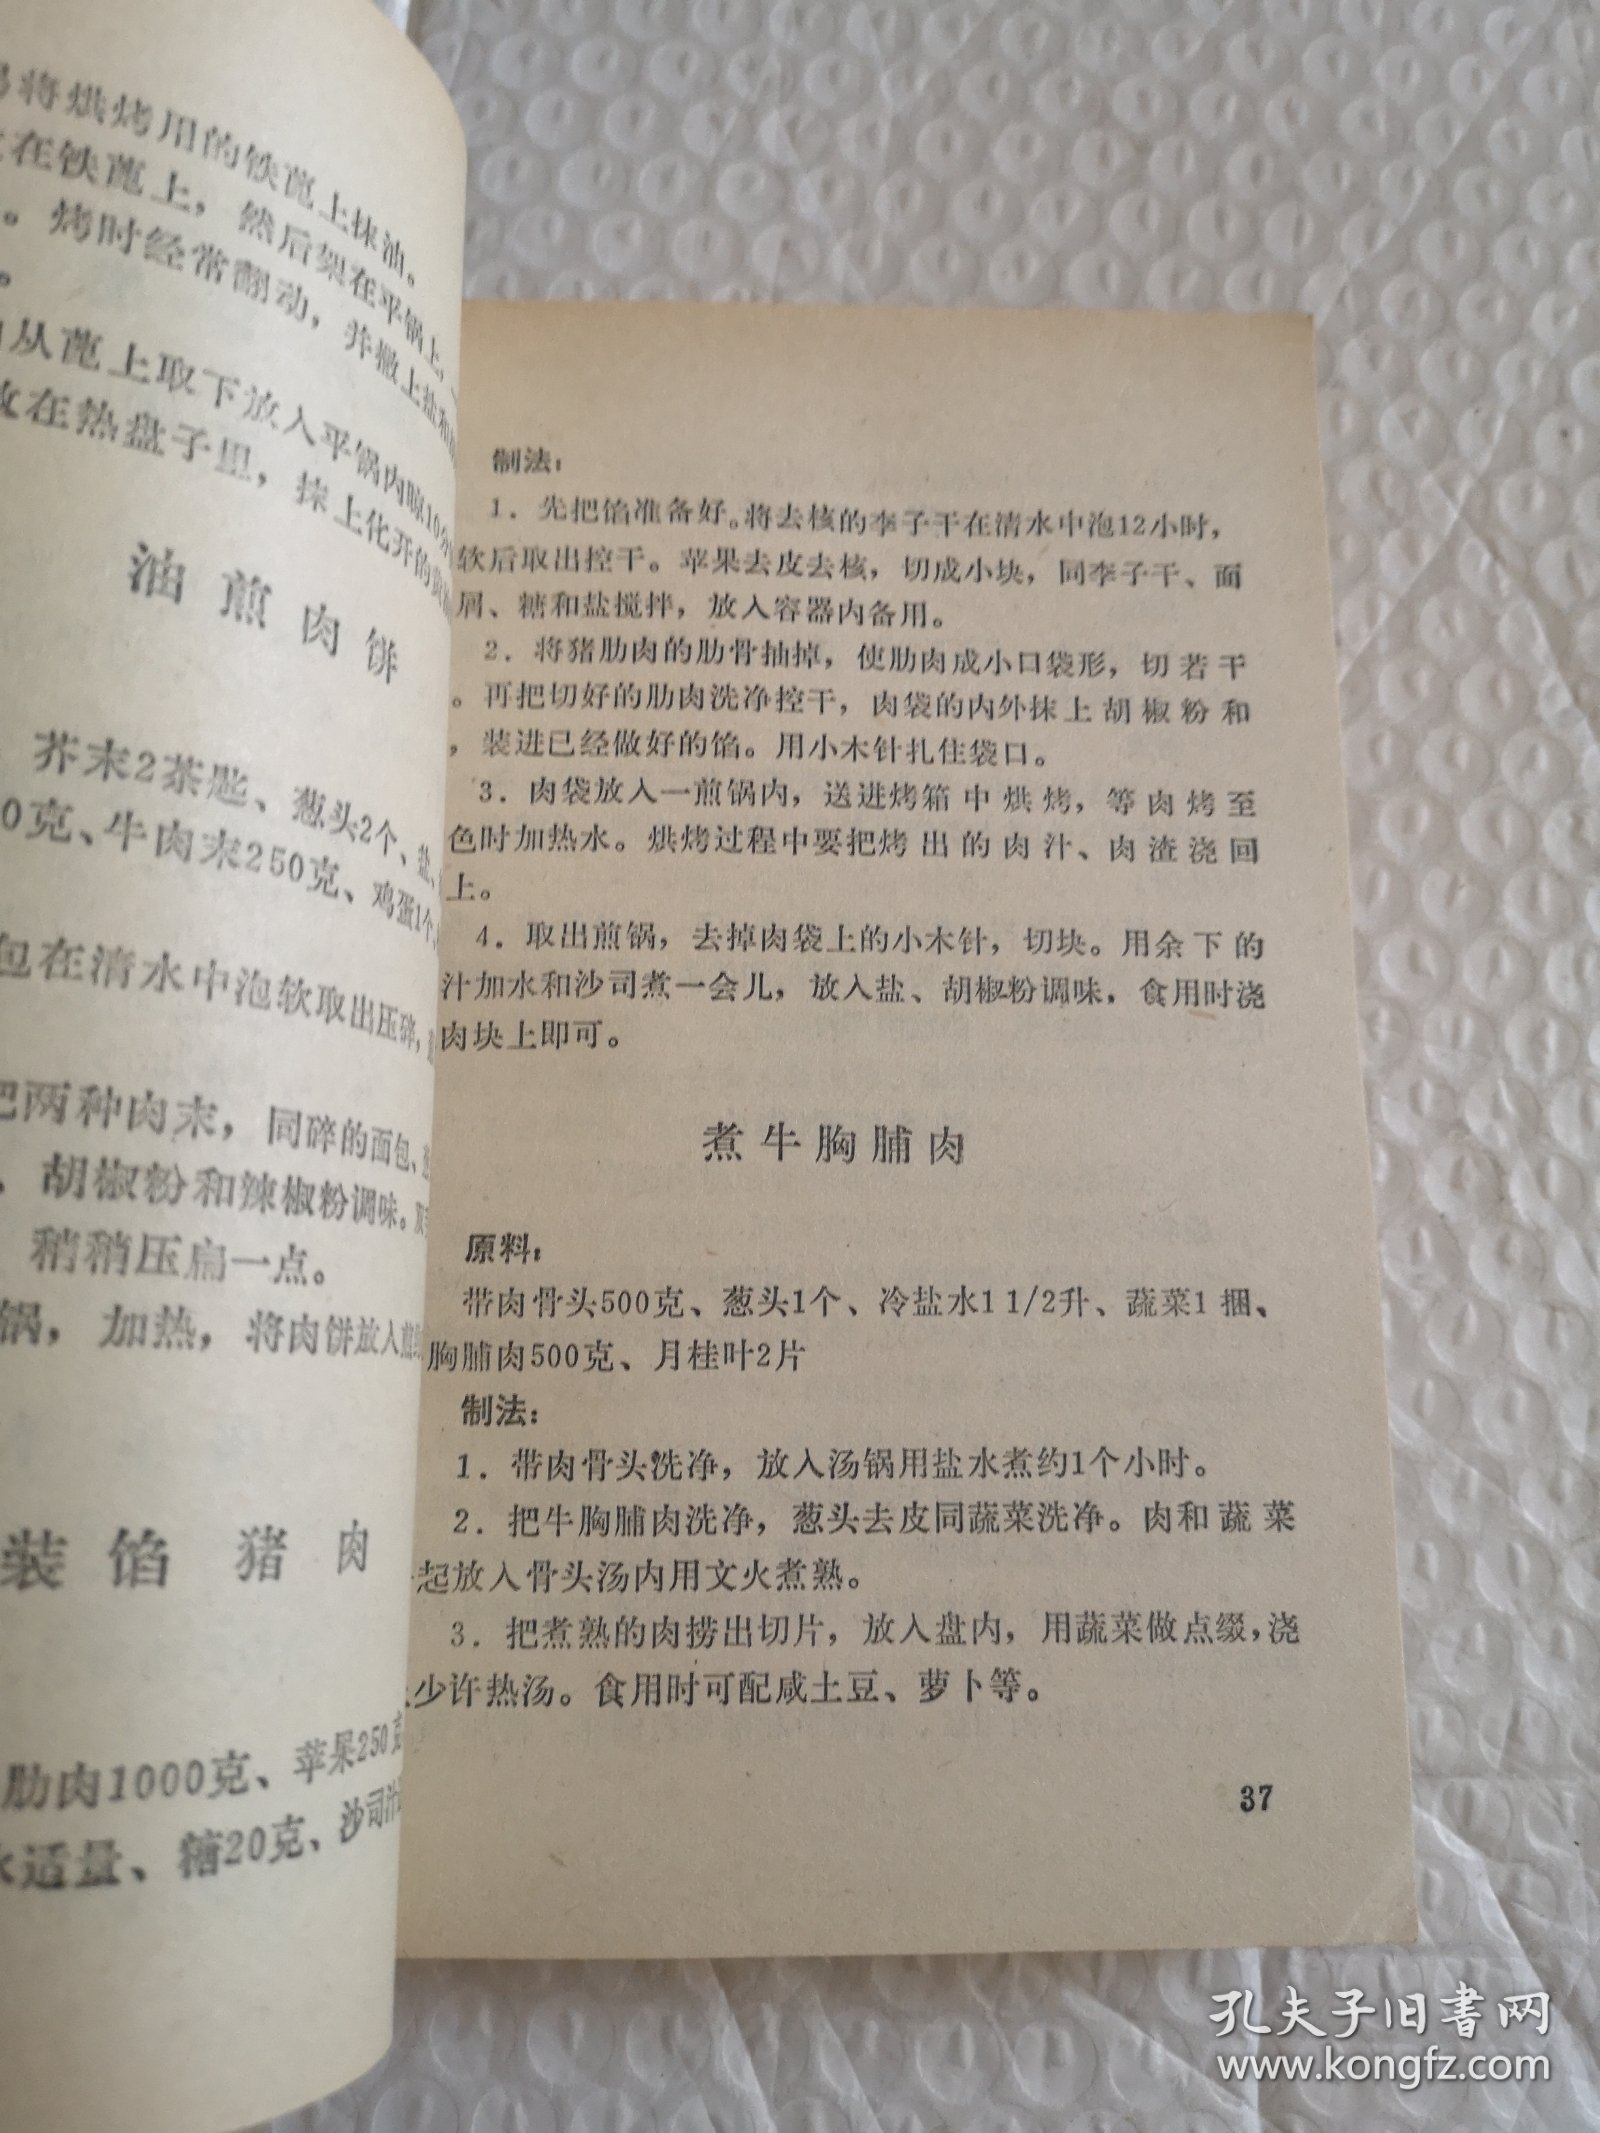 将烘烤用的铁蓖上抹油。
在铁蓖上，然后架在平锅上，
。烤时经常翻动，并撒上盐和
。
从蓖上取下放入平锅内晾10分
放在热盘子里，抹上化开的黄
油煎肉饼
芥末2茶匙、葱头2个、盐、
0克、牛肉末250克、鸡蛋1个、
包在清水中泡软取出压碎，
把两种肉末，同碎的面包、
、胡椒粉和辣椒粉调味。
稍稍压扁一点。
锅，加热，将肉饼放入煎
装馅猪肉
肋肉1000克、苹果250克
水适量、糖20克、沙司汁
制法：
1．先把馅准备好。将去核的李子干在清水中泡12小时，
软后取出控干。苹果去皮去核，切成小块，同李子干、面
屑、糖和盐搅拌，放入容器内备用。
2．将猪肋肉的肋骨抽掉，使肋肉成小口袋形，切若干
。再把切好的肋肉洗净控干，肉袋的内外抹上胡椒粉和
，装进已经做好的馅。用小木针扎住袋口。
3．肉袋放入一煎锅内，送进烤箱中烘烤，等肉烤至
色时加热水。烘烤过程中要把烤出的肉汁、肉渣浇回
上。
4．取出煎锅，去掉肉袋上的小木针，切块。用余下的
汁加水和沙司煮一会儿，放入盐、胡椒粉调味，食用时浇
肉块上即可。
煮牛胸脯肉
原料：
带肉骨头500克、葱头1个、冷盐水1 1/2升、蔬菜1捆、
胸脯肉500克、月桂叶2片
制法：
1．带肉骨头洗净，放入汤锅用盐水煮约1个小时。
2．把牛胸脯肉洗净，葱头去皮同蔬菜洗净。肉和蔬菜
起放入骨头汤内用文火煮熟。
3．把煮熟的肉捞出切片，放入盘内，用蔬菜做点缀，浇
少许热汤。食用时可配咸土豆、萝卜等。
37
孔夫子旧书网
www.kongfz.com